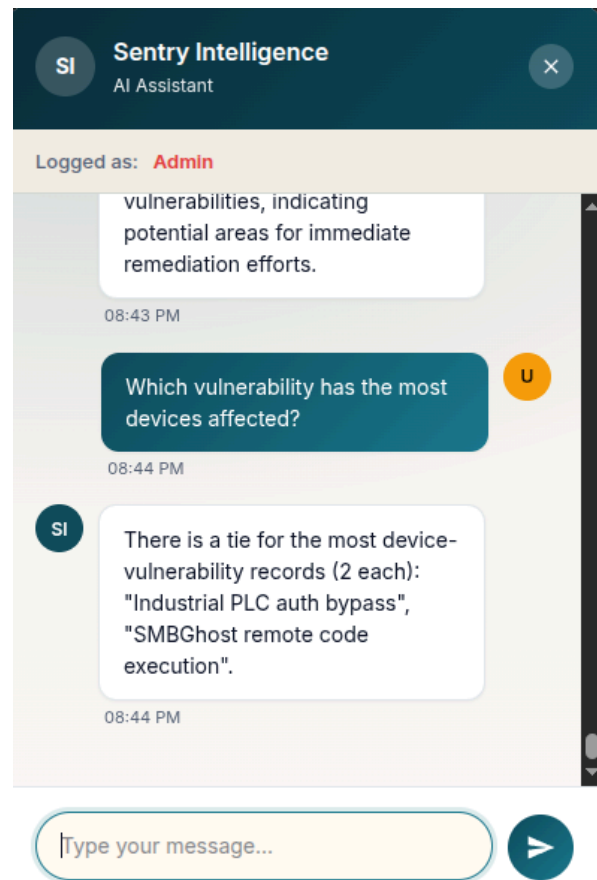 SI
Sentry Intelligence
AI Assistant
Logged as: Admin
vulnerabilities, indicating
potential areas for immediate
remediation efforts.
08:43 PM
Which vulnerability has the most
devices affected?
U
08:44 PM
SI
There is a tie for the most device-
vulnerability records (2 each):
"Industrial PLC auth bypass",
"SMBGhost remote code
execution".
08:44 PM
Type your message...